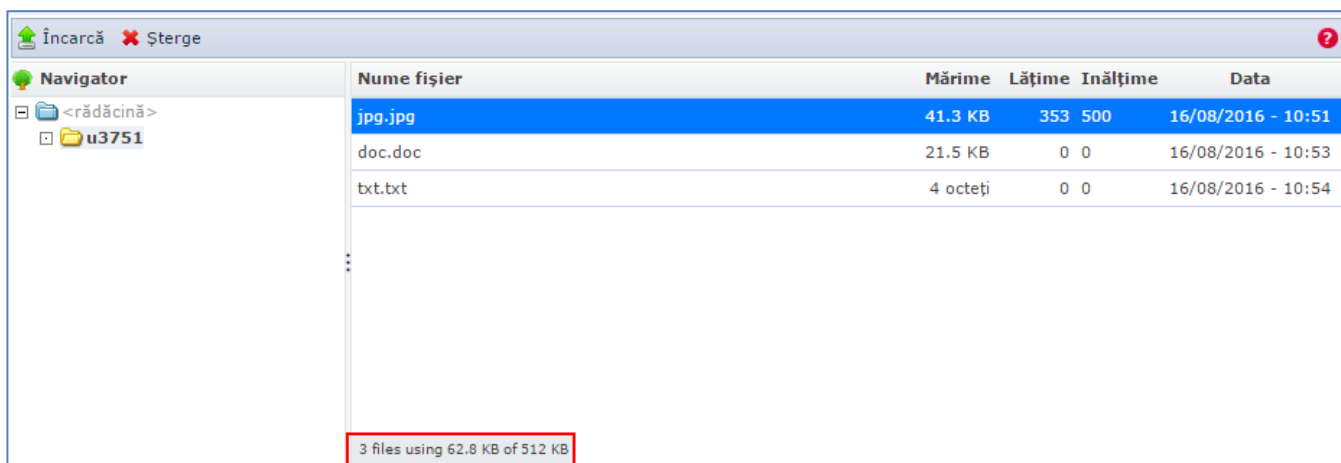 Încarcă Șterge ?
Navigator
<rădăcină>
u3751
Nume fișier Mărime Lățime Inălțime Data
jpg.jpg 41.3 KB 353 500 16/08/2016 - 10:51
doc.doc 21.5 KB 0 0 16/08/2016 - 10:53
txt.txt 4 octeți 0 0 16/08/2016 - 10:54
3 files using 62.8 KB of 512 KB